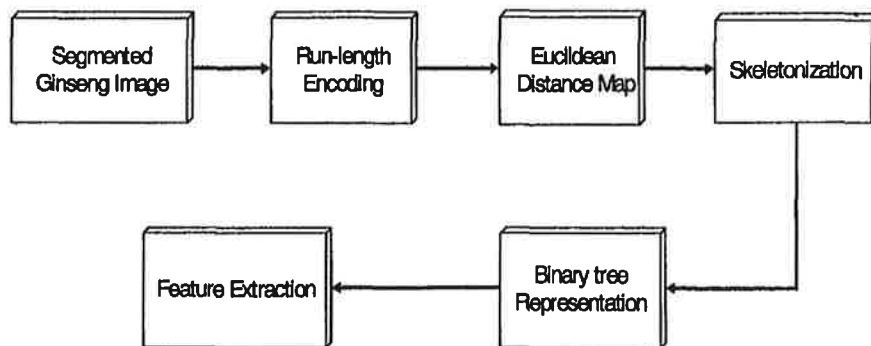 Segmented
Ginseng Image
Run-length
Encoding
Euclidean
Distance Map
Skeletonization
Binary tree
Representation
Feature Extraction